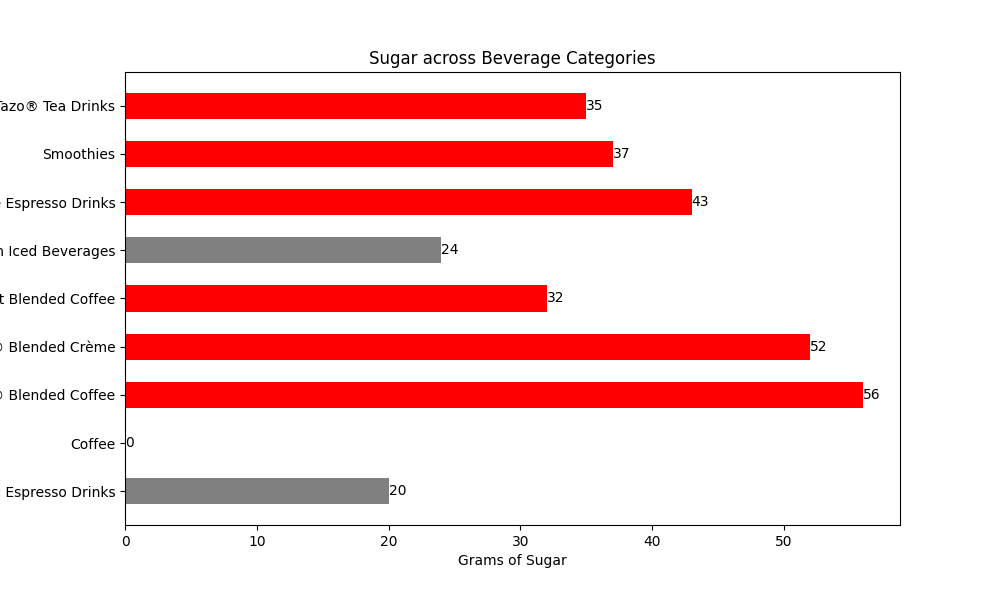 Sugar across Beverage Categories
Tazo® Tea Drinks 35
Smoothies 37
Espresso Drinks 43
Iced Beverages 24
Blended Coffee 32
Blended Crème 52
Blended Coffee 56
Coffee 0
Espresso Drinks 20
0 10 20 30 40 50
Grams of Sugar